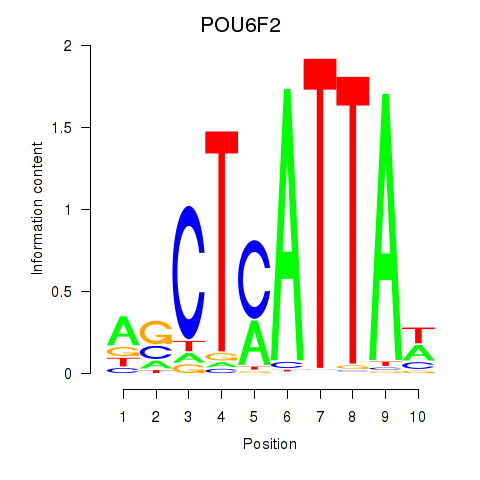 POU6F2
2
1.5
1
0.5
0
Information content
A G T C
G C A T
C T A G
T G A C
C A T G
A C T
T
T G C
A T C G
T A C G
1 2 3 4 5 6 7 8 9 10
Position